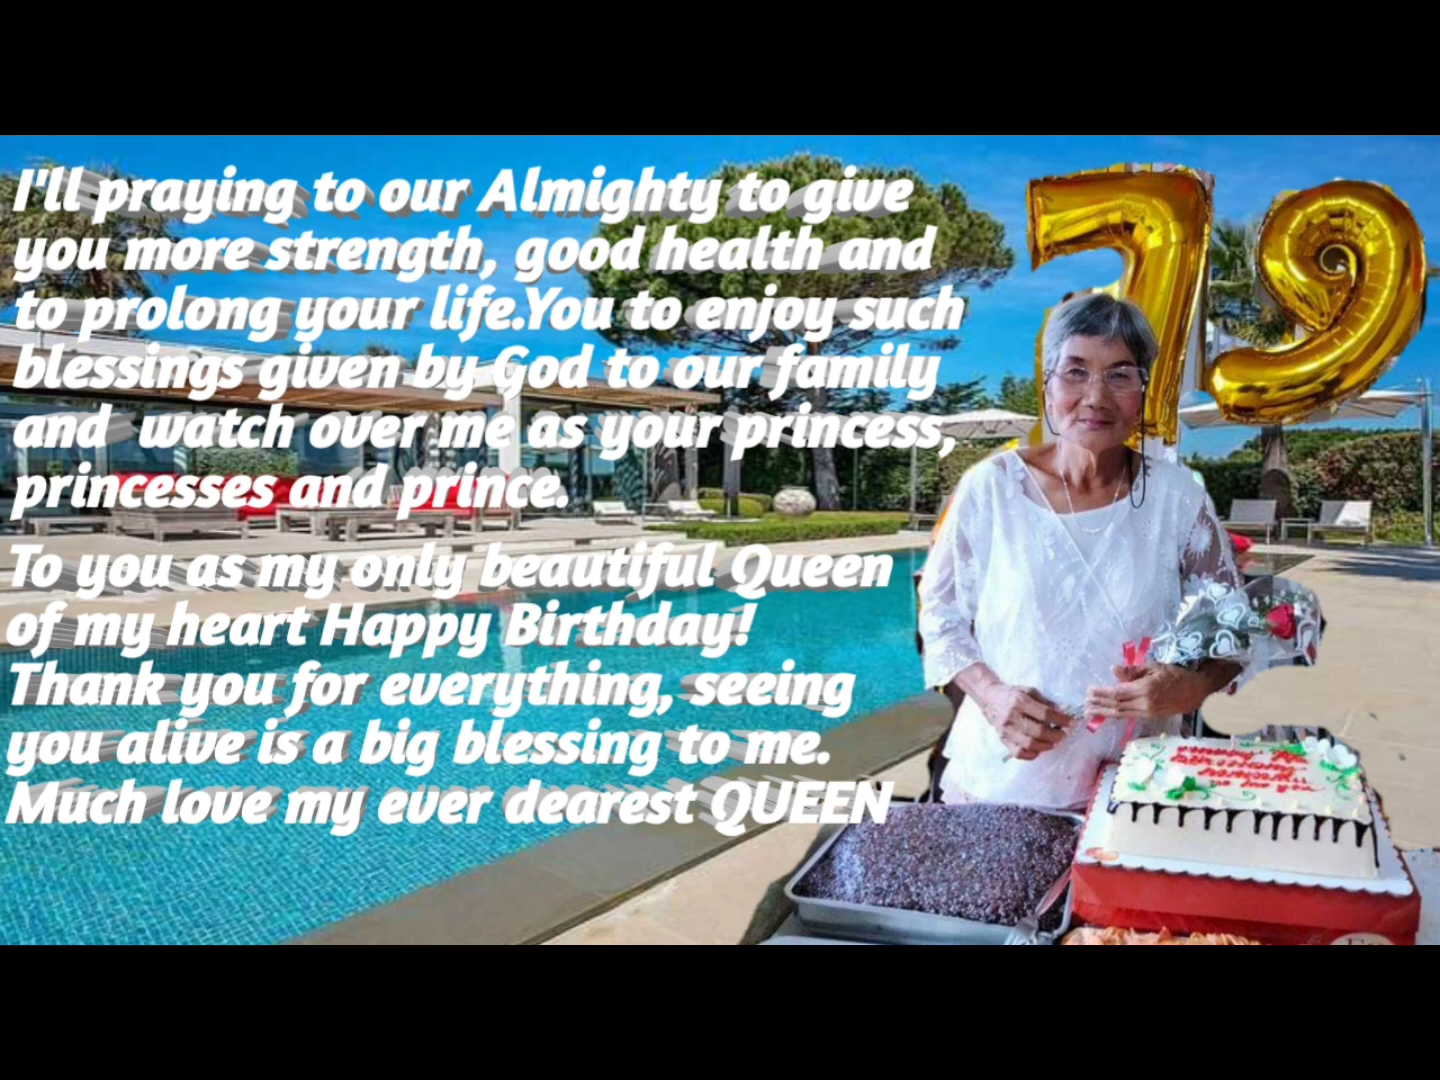 I'll praying to our Almighty to give
you more strength, good health and
to prolong your life.You to enjoy such
blessings given by God to our family
and watch over me as your princess,
princesses and prince.
To you as my only beautiful Queen
of my heart Happy Birthday!
Thank you for everything, seeing
you alive is a big blessing to me.
Much love my ever dearest QUEEN
79